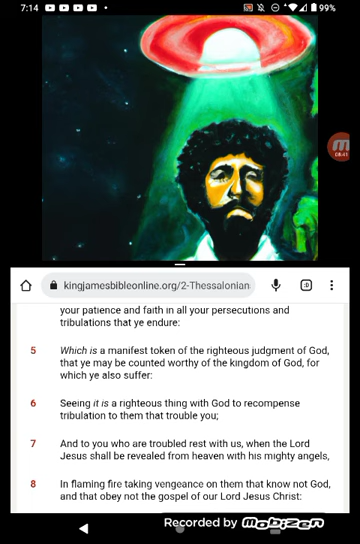 7:14
99%
08:41
kingjamesbibleonline.org/2-Thessalonian
:D
your patience and faith in all your persecutions and
tribulations that ye endure:
5 Which is a manifest token of the righteous judgment of God,
that ye may be counted worthy of the kingdom of God, for
which ye also suffer:
6 Seeing it is a righteous thing with God to recompense
tribulation to them that trouble you;
7 And to you who are troubled rest with us, when the Lord
Jesus shall be revealed from heaven with his mighty angels,
8 In flaming fire taking vengeance on them that know not God,
and that obey not the gospel of our Lord Jesus Christ:
Recorded by mobizen